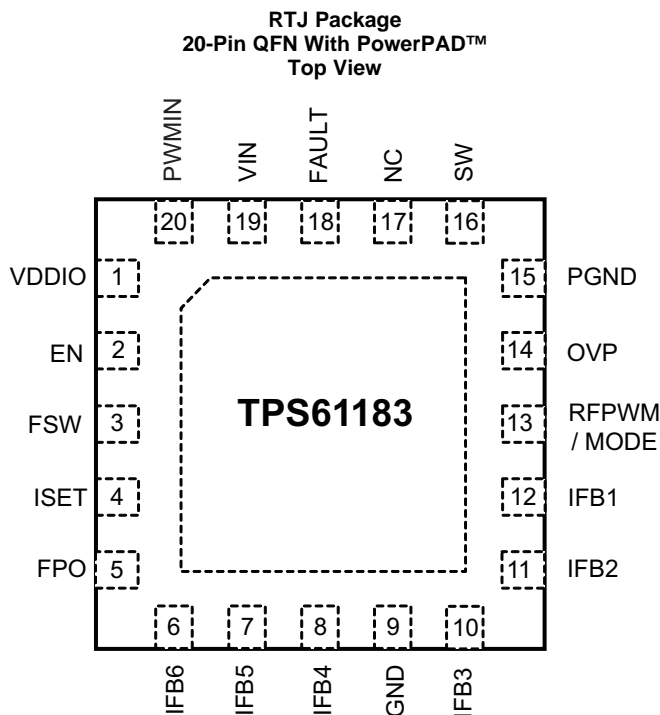 RTJ Package
20-Pin QFN With PowerPAD™
Top View
PWMIN
VIN
FAULT
NC
SW
20
19
18
17
16
VDDIO
1
EN
2
FSW
3
ISET
4
FPO
5
TPS61183
15
PGND
14
OVP
13
RFPWM
/ MODE
12
IFB1
11
IFB2
6
7
8
9
10
IFB6
IFB5
IFB4
GND
IFB3